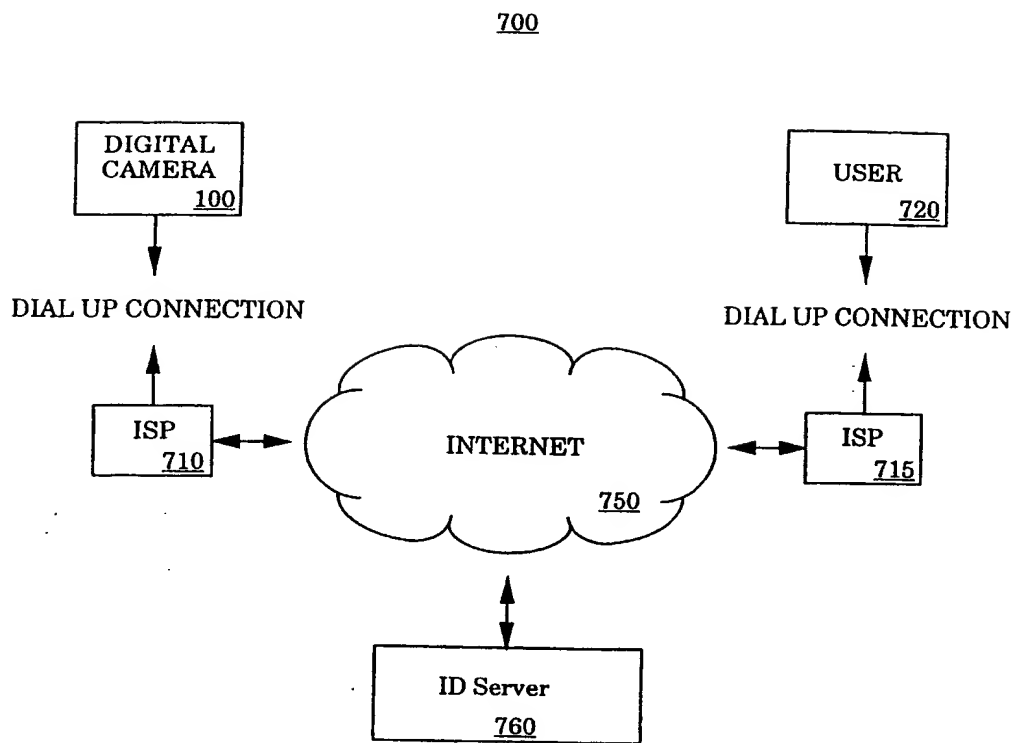 700
DIGITAL
CAMERA
100
USER
720
DIAL UP CONNECTION
DIAL UP CONNECTION
ISP
710
INTERNET
750
ISP
715
ID Server
760